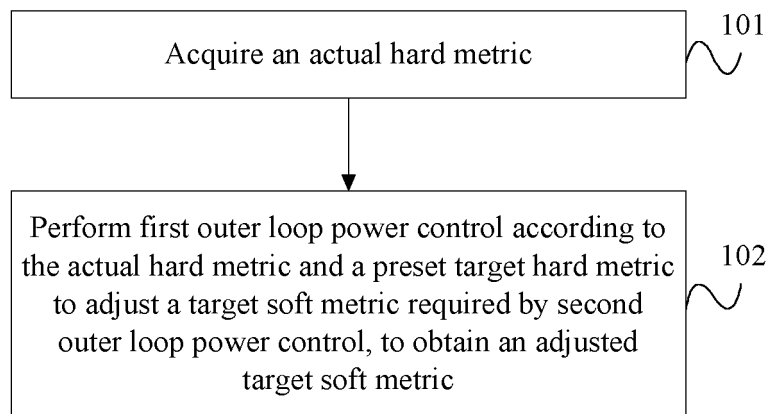 101
Acquire an actual hard metric
Perform first outer loop power control according to
the actual hard metric and a preset target hard metric
to adjust a target soft metric required by second
outer loop power control, to obtain an adjusted
target soft metric
102